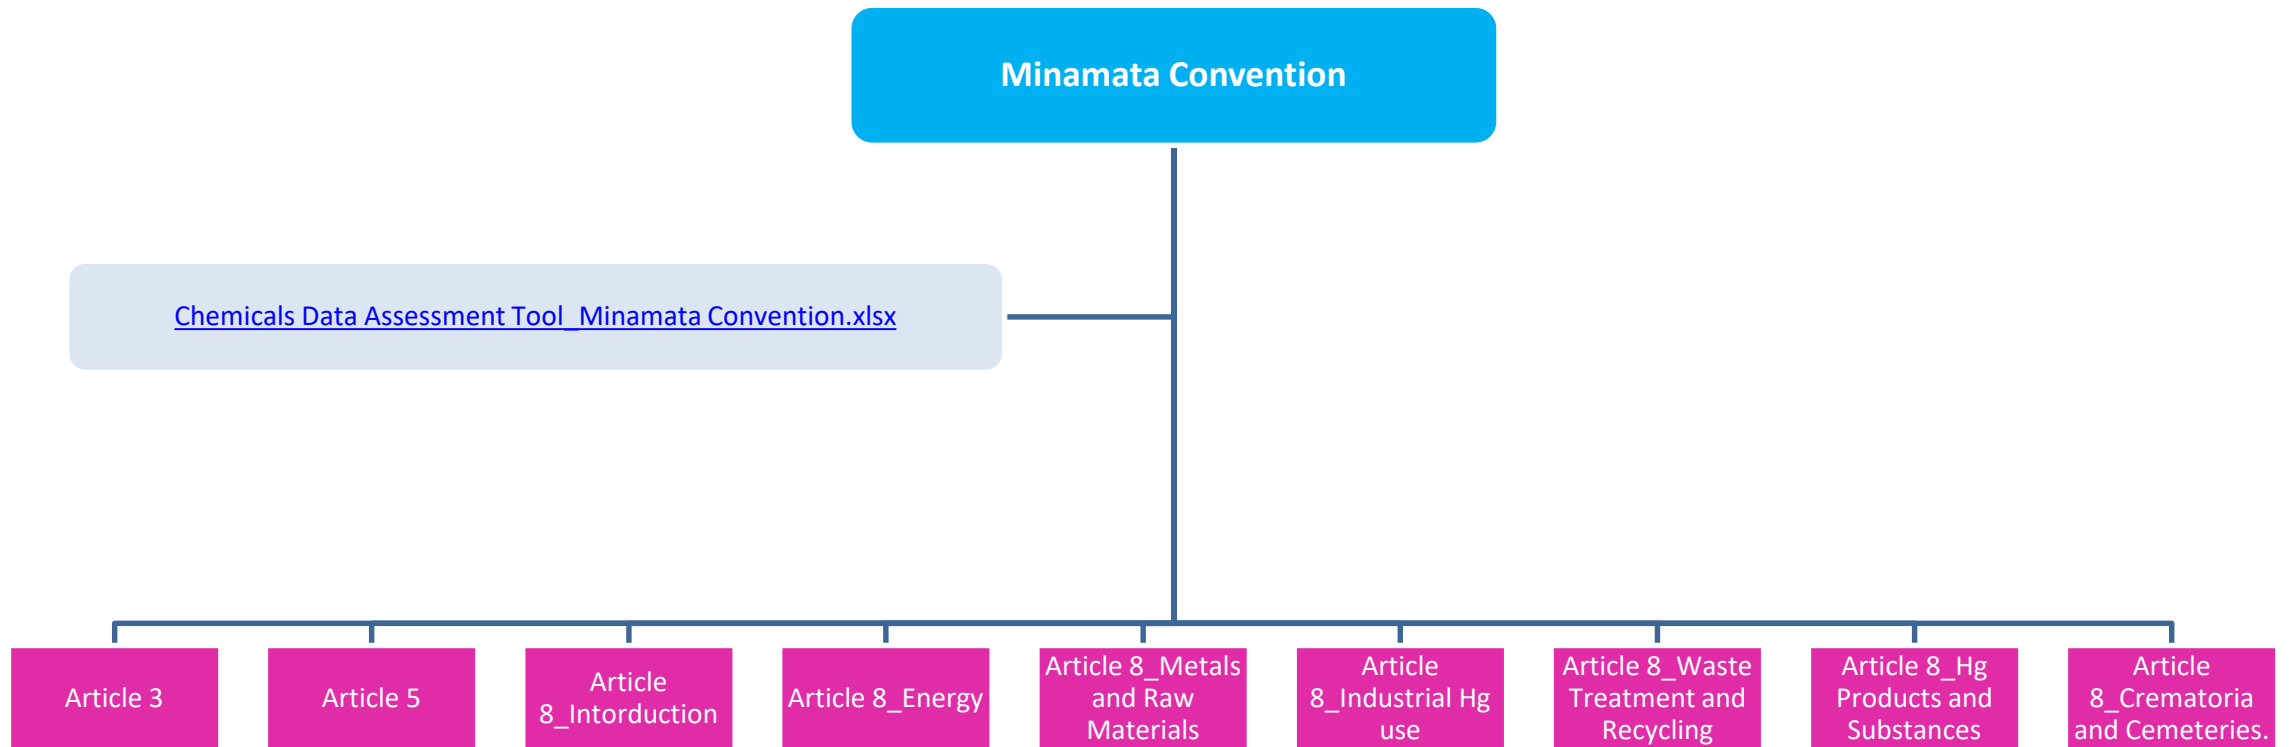 Minamata Convention
Chemicals Data Assessment Tool_Minamata Convention.xlsx
Article 3
Article 5
Article
8_Intorduction
Article 8_Energy
Article 8_Metals
and Raw
Materials
Article
8_Industrial Hg
use
Article 8_Waste
Treatment and
Recycling
Article 8_Hg
Products and
Substances
Article
8_Crematoria
and Cemeteries.